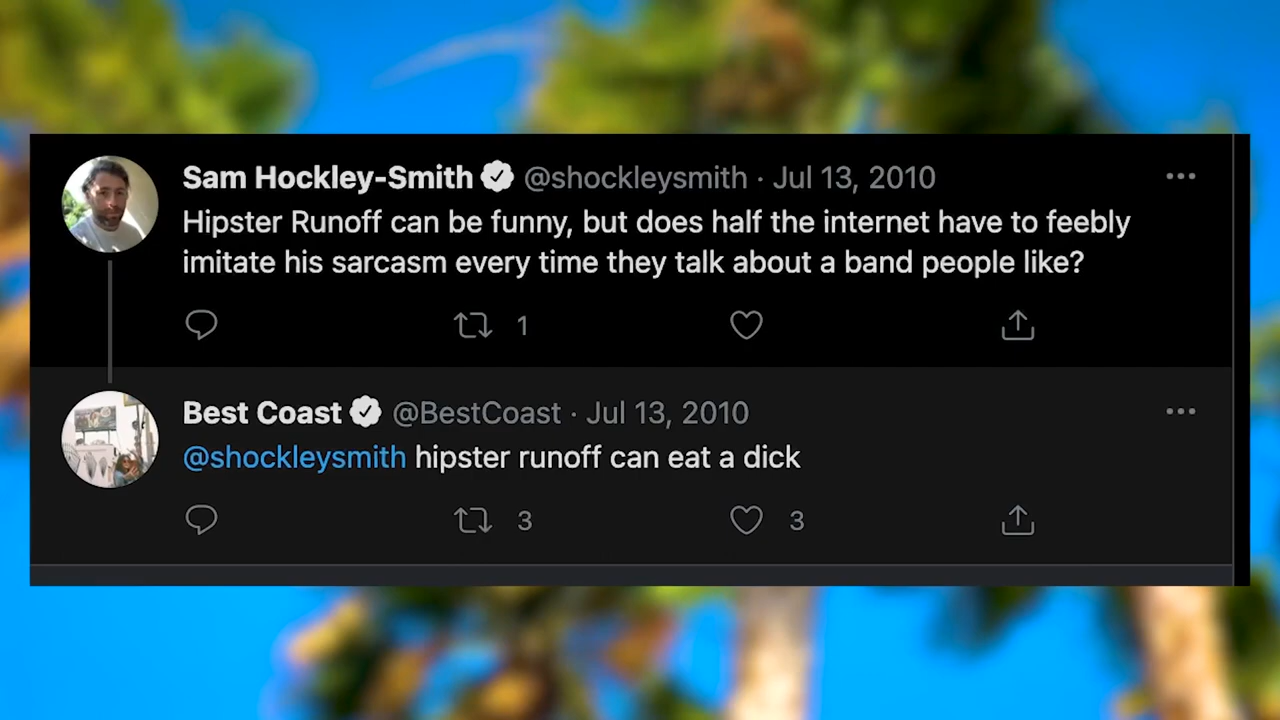 Sam Hockley-Smith @shockleysmith · Jul 13, 2010
Hipster Runoff can be funny, but does half the internet have to feebly
imitate his sarcasm every time they talk about a band people like?
1
Best Coast @BestCoast · Jul 13, 2010
@shockleysmith hipster runoff can eat a dick
3 3